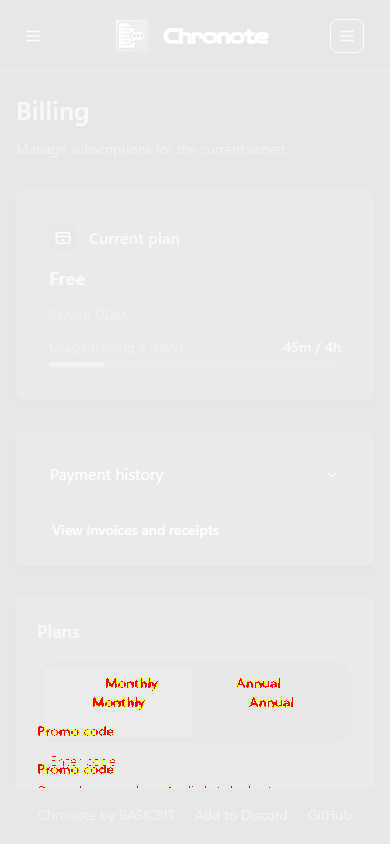 Chronote
Billing
Manage subscriptions for the current server.
Current plan
Free
Server: DDM
Usage (rolling 7 days) 45m / 4h
Payment history
View invoices and receipts
Plans
Monthly Annual
Monthly Annual
Promo code
Enter code
Promo code
Chronote by BASICBIT Add to Discord GitHub